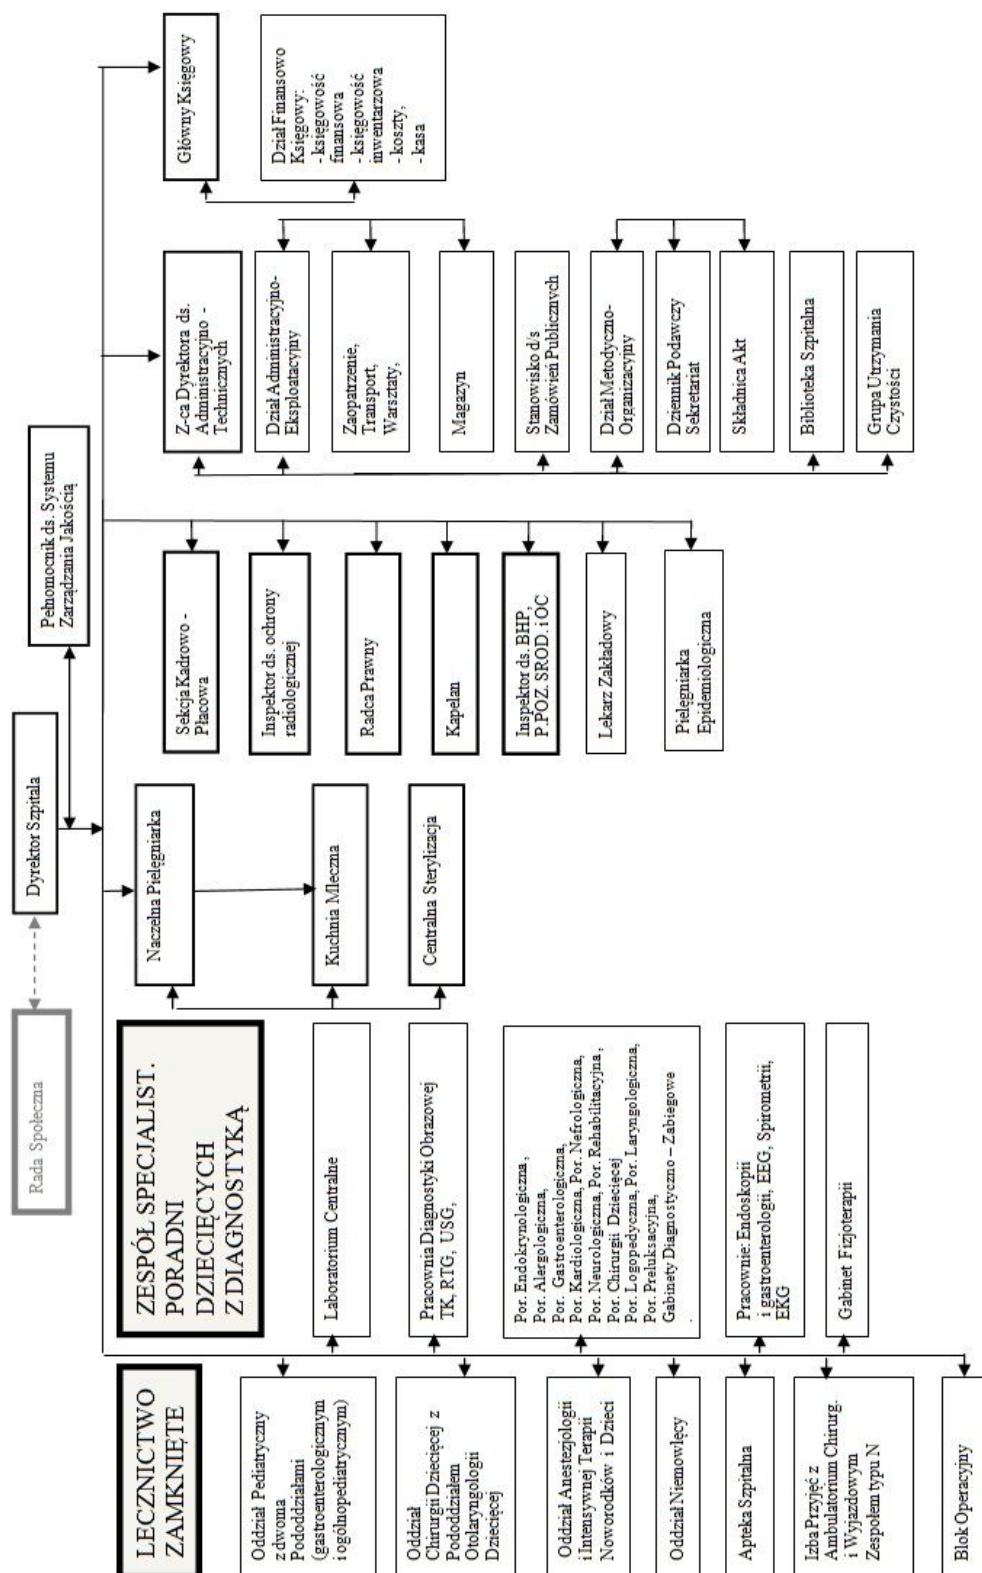 Rada Społeczna
Dyrektor Szpitala
Pełnomocnik ds. Systemu
Zarządzania Jakością
LECZNICTWO
ZAMKNIĘTE
Oddział Pediatryczny
z dwoma
Pododdziałami
(gastroenterologicznym
i ogólnopediatrycznym)
Oddział
Chirurgii Dziecięcej z
Pododdziałem
Otolaryngologii
Dziecięcej
Oddział Anestezjologii
i Intensywnej Terapii
Noworodków i Dzieci
Oddział Niemowlęcy
Apteka Szpitalna
Izba Przyjęć z
Ambulatorium Chirurg.
i Wyjazdowym
Zespołem typu N
Blok Operacyjny
ZESPÓŁ SPECJALIST.
PORADNI
DZIECIĘCYCH
Z DIAGNOSTYKĄ
Laboratorium Centralne
Pracownia Diagnostyki Obrazowej
TK, RTG, USG,
Por. Endokrynologiczna ,
Por. Alergologiczna,
Por. Gastroenterologiczna,
Por. Kardiologiczna, Por. Nefrologiczna,
Por. Neurologiczna, Por. Rehabilitacyjna ,
Por. Chirurgii Dziecięcej
Por. Logopedyczna, Por. Laryngologiczna,
Por. Preluksacyjna,
Gabinety Diagnostyczno – Zabiegowe
.
Pracownie: Endoskopii
i gastroenterologii, EEG, Spirometrii,
EKG
Gabinet Fizjoterapii
Naczelna Pielęgniarka
Kuchnia Mleczna
Centralna Sterylizacja
Sekcja Kadrowo -
Płacowa
Inspektor ds. ochrony
radiologicznej
Radca Prawny
Kapelan
Inspektor ds. BHP,
P.POZ. SROD. i OC
Lekarz Zakładowy
Pielęgniarka
Epidemiologiczna
Z-ca Dyrektora ds.
Administracyjno -
Technicznych
Dział Administracyjno-
Eksploatacyjny
Zaopatrzenie,
Transport,
Warsztaty,
Magazyn
Stanowisko d/s
Zamówień Publicznych
Dział Metodyczno-
Organizacyjny
Dziennik Podawczy
Sekretariat
Składnica Akt
Biblioteka Szpitalna
Grupa Utrzymania
Czystości
Główny Księgowy
Dział Finansowo
Księgowy:
- księgowość
finansowa
- księgowość
inwentarzowa
- koszty,
- kasa